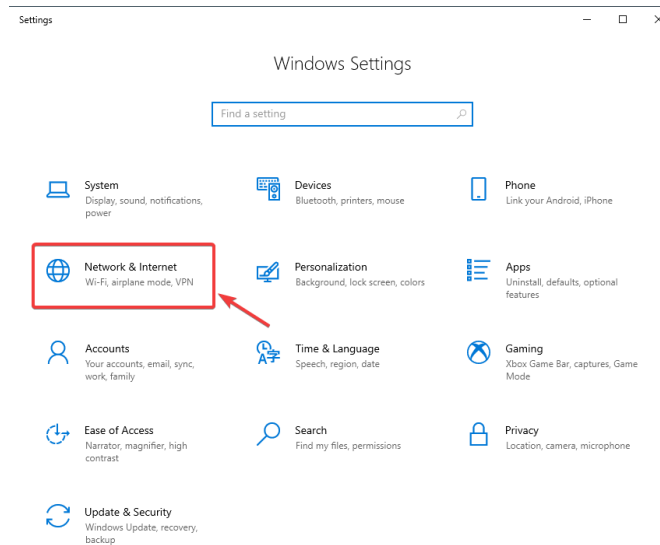 Settings
Windows Settings
Find a setting
System
Display, sound, notifications,
power
Devices
Bluetooth, printers, mouse
Phone
Link your Android, iPhone
Network & Internet
Wi-Fi, airplane mode, VPN
Personalization
Background, lock screen, colors
Apps
Uninstall, defaults, optional
features
Accounts
Your accounts, email, sync,
work, family
Time & Language
Speech, region, date
Gaming
Xbox Game Bar, captures, Game
Mode
Ease of Access
Narrator, magnifier, high
contrast
Search
Find my files, permissions
Privacy
Location, camera, microphone
Update & Security
Windows Update, recovery,
backup